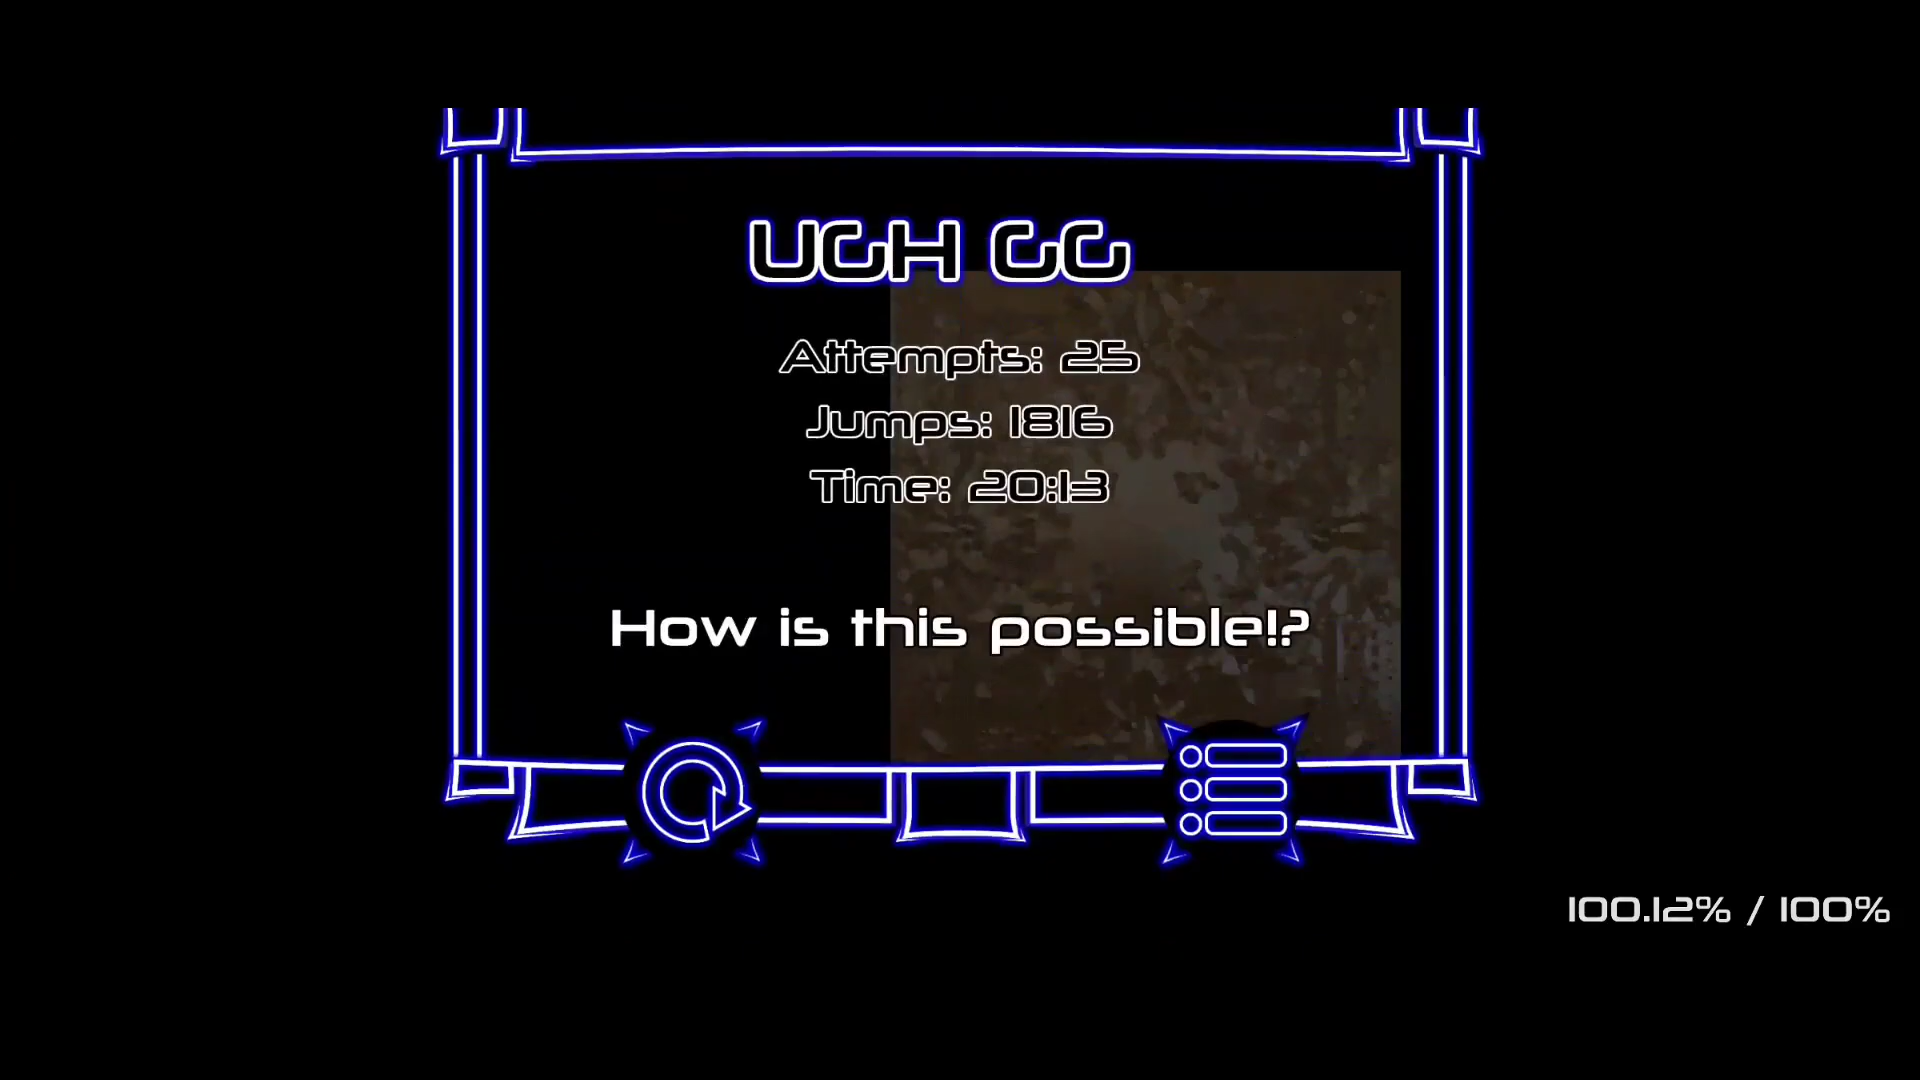 UGH GG
Attempts: 25
Jumps: 1816
Time: 20:13
How is this possible!?
100.12% / 100%